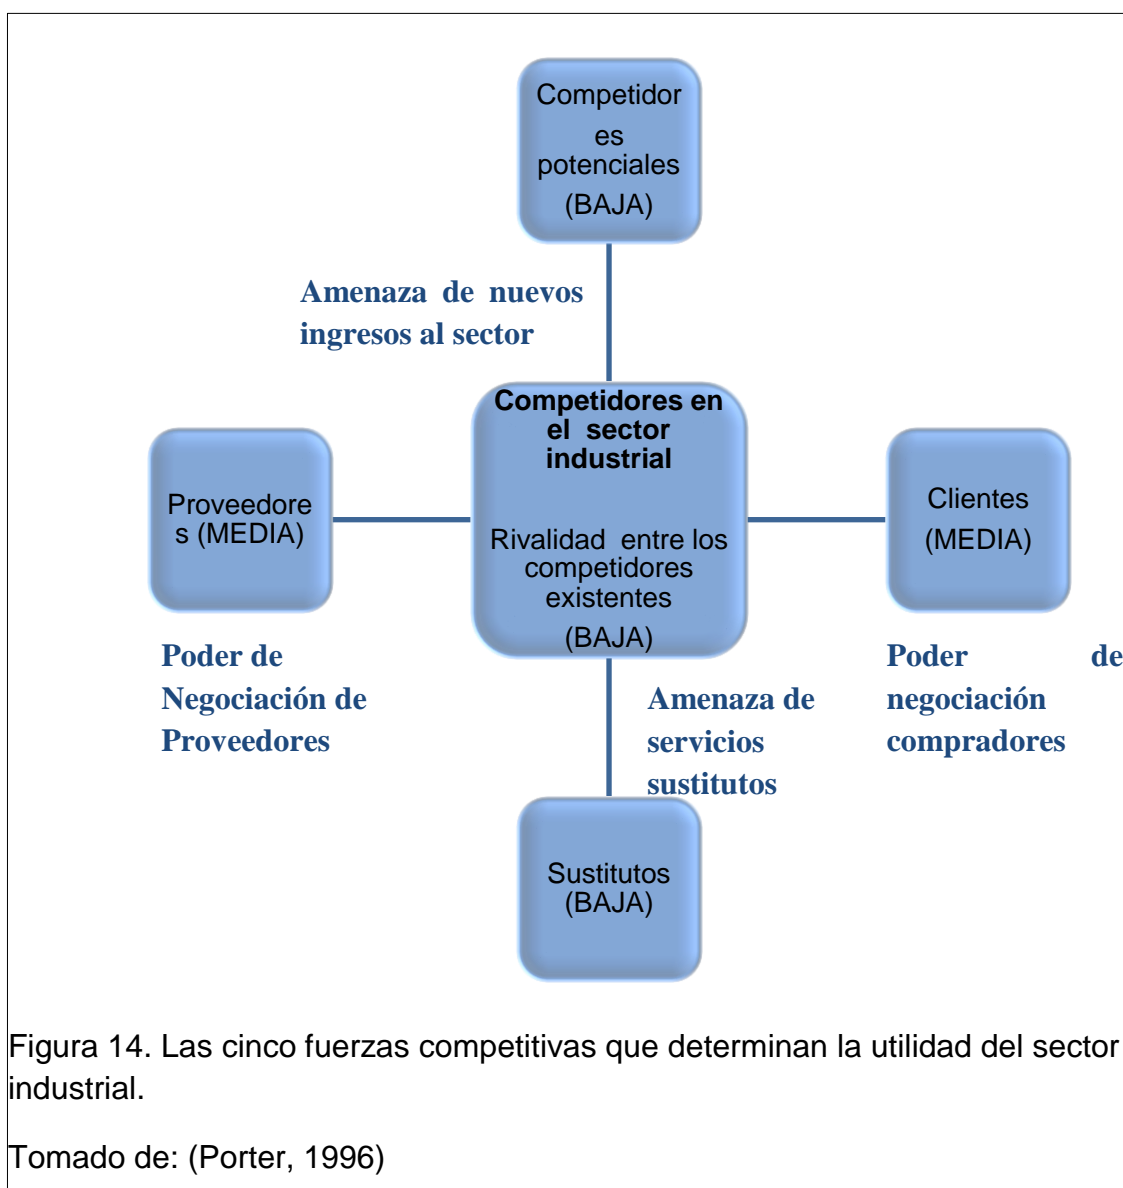 Competidor
es
potenciales
(BAJA)
Amenaza de nuevos
ingresos al sector
Competidores en
el sector
industrial
Rivalidad entre los
competidores
existentes
(BAJA)
Proveedore
s (MEDIA)
Clientes
(MEDIA)
Poder de
Negociación de
Proveedores
Amenaza de
servicios
sustitutos
Poder de
negociación
compradores
Sustitutos
(BAJA)
Figura 14. Las cinco fuerzas competitivas que determinan la utilidad del sector
industrial.
Tomado de: (Porter, 1996)